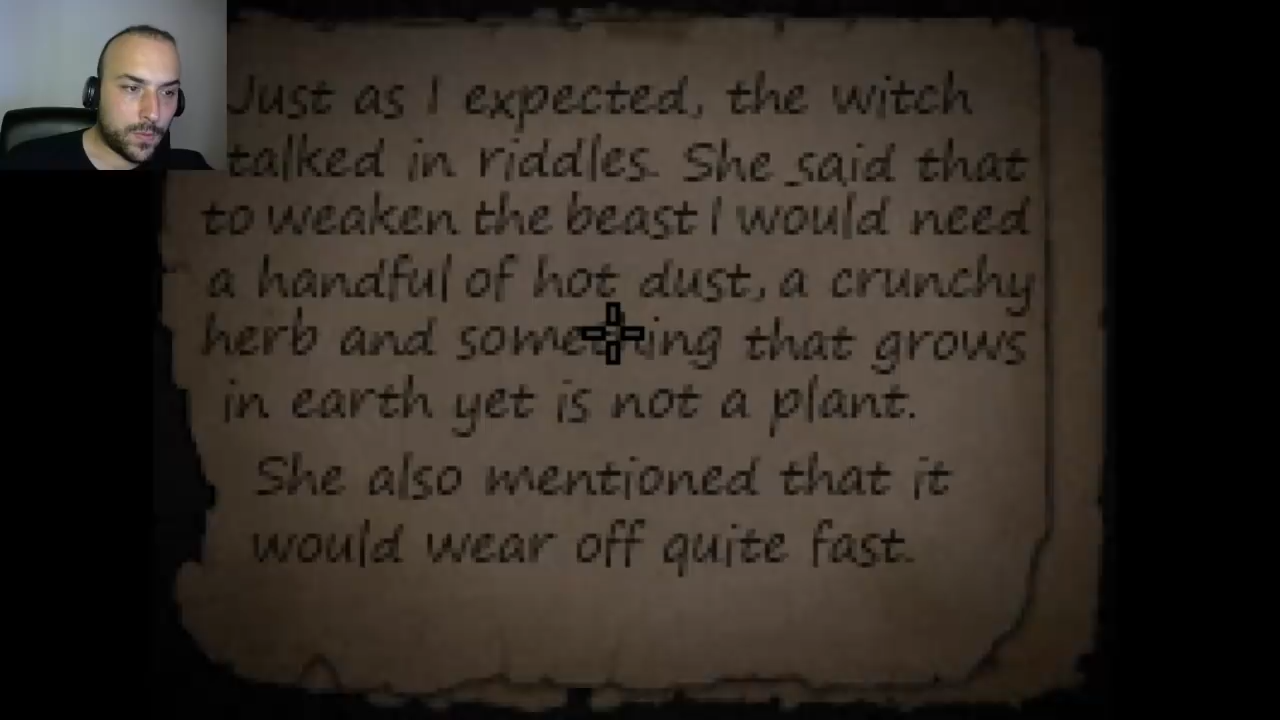 Just as I expected, the witch
talked in riddles. She said that
to weaken the beast I would need
a handful of hot dust, a crunchy
herb and something that grows
in earth yet is not a plant.
She also mentioned that it
would wear off quite fast.